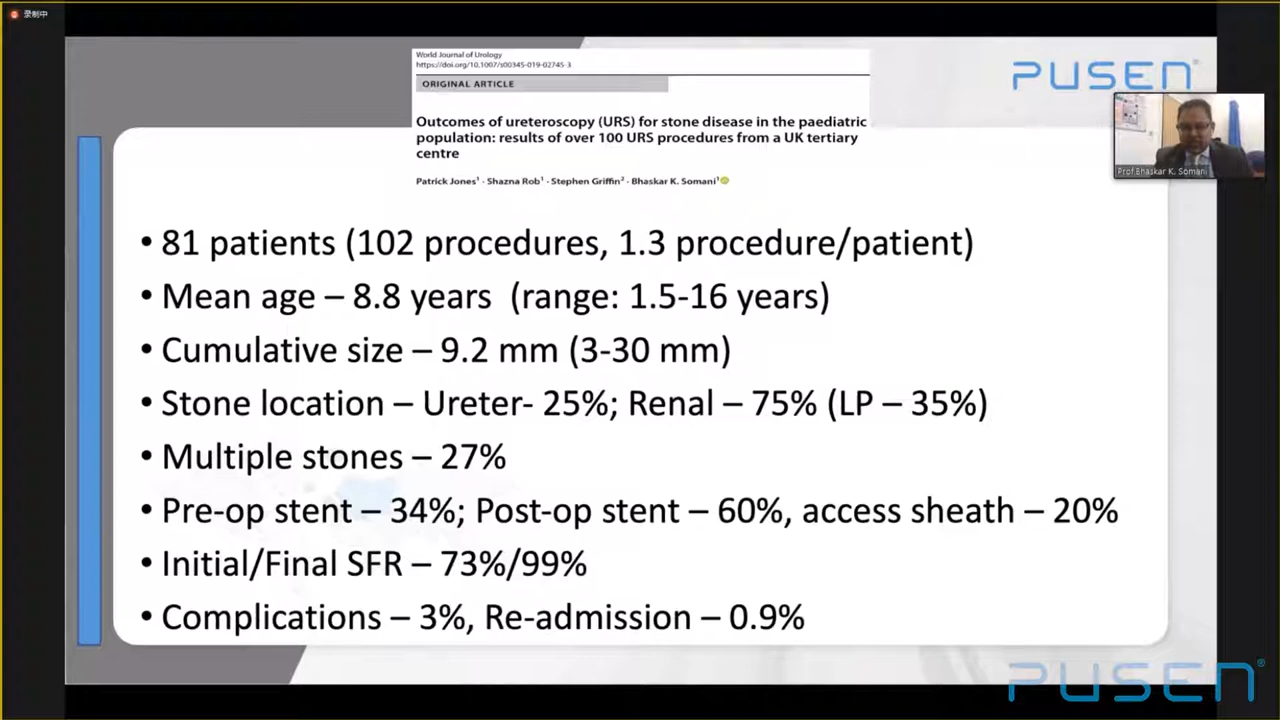 录制中
World Journal of Urology
https://doi.org/10.1007/s00345-019-02745-3
ORIGINAL ARTICLE
PUSEN®
Outcomes of ureteroscopy (URS) for stone disease in the paediatric
population: results of over 100 URS procedures from a UK tertiary
centre
Patrick Jones¹ · Shazna Rob¹ · Stephen Griffin² · Bhaskar K. Somani¹
Prof.Bhaskar K. Somani
• 81 patients (102 procedures, 1.3 procedure/patient)
• Mean age – 8.8 years (range: 1.5-16 years)
• Cumulative size – 9.2 mm (3-30 mm)
• Stone location – Ureter- 25%; Renal – 75% (LP – 35%)
• Multiple stones – 27%
• Pre-op stent – 34%; Post-op stent – 60%, access sheath – 20%
• Initial/Final SFR – 73%/99%
• Complications – 3%, Re-admission – 0.9%
PUSEN®